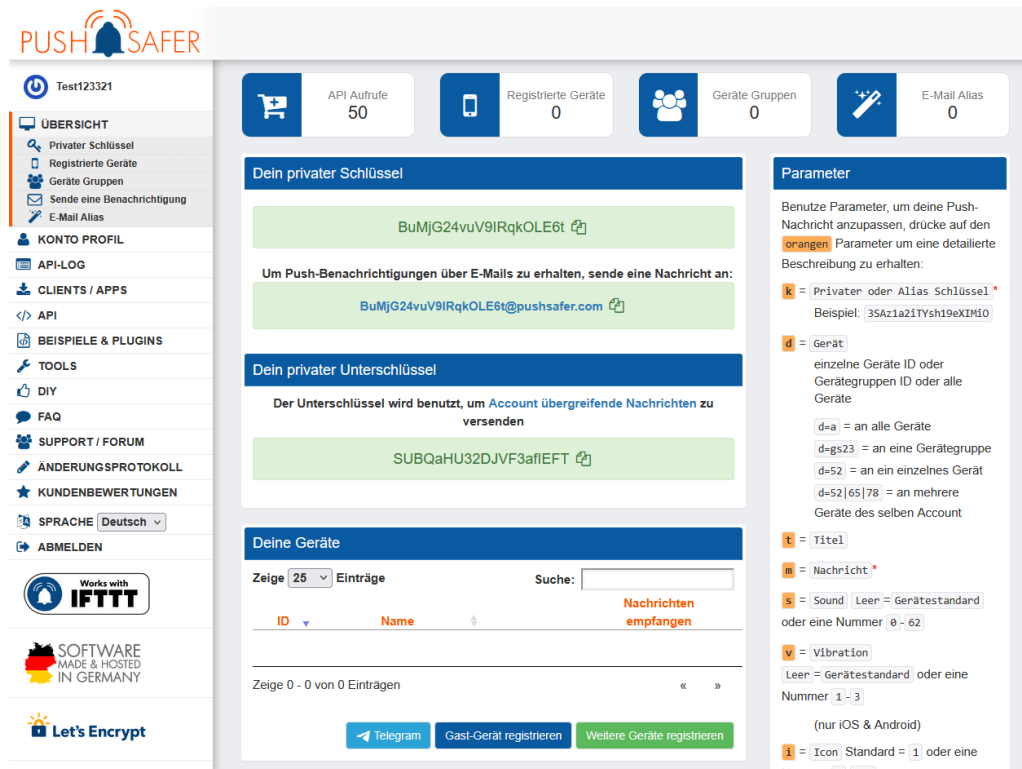 PUSH SAFER
Test123321
ÜBERSICHT
Privater Schlüssel
Registrierte Geräte
Geräte Gruppen
Sende eine Benachrichtigung
E-Mail Alias
KONTO PROFIL
API-LOG
CLIENTS / APPS
API
BEISPIELE & PLUGINS
TOOLS
DIY
FAQ
SUPPORT / FORUM
ÄNDERUNGSPROTOKOLL
KUNDENBEWERTUNGEN
SPRACHE Deutsch
ABMELDEN
Works with
IFTTT
SOFTWARE
MADE & HOSTED
IN GERMANY
Let's Encrypt
API Aufrufe
50
Registrierte Geräte
0
Geräte Gruppen
0
E-Mail Alias
0
Dein privater Schlüssel
BuMjG24vuV9IRqkOLE6t
Um Push-Benachrichtigungen über E-Mails zu erhalten, sende eine Nachricht an:
BuMjG24vuV9IRqkOLE6t@pushsafer.com
Dein privater Unterschlüssel
Der Unterschlüssel wird benutzt, um Account übergreifende Nachrichten zu
versenden
SUBQaHU32DJVF3aflEFT
Deine Geräte
Zeige 25 Einträge
Suche:
ID Name Nachrichten
empfangen
Zeige 0 - 0 von 0 Einträgen
« »
Telegram
Gast-Gerät registrieren
Weitere Geräte registrieren
Parameter
Benutze Parameter, um deine Push-
Nachricht anzupassen, drücke auf den
orangen Parameter um eine detailierte
Beschreibung zu erhalten:
k = Privater oder Alias Schlüssel *
Beispiel: 3SAz1a2iTYsh19eXIMiO
d = Gerät
einzelne Geräte ID oder
Gerätegruppen ID oder alle
Geräte
d=a = an alle Geräte
d=gs23 = an eine Gerätegruppe
d=52 = an ein einzelnes Gerät
d=52|65|78 = an mehrere
Geräte des selben Account
t = Titel
m = Nachricht *
s = Sound Leer = Gerätestandard
oder eine Nummer 0 - 62
v = Vibration
Leer = Gerätestandard oder eine
Nummer 1 - 3
(nur iOS & Android)
i = Icon Standard = 1 oder eine